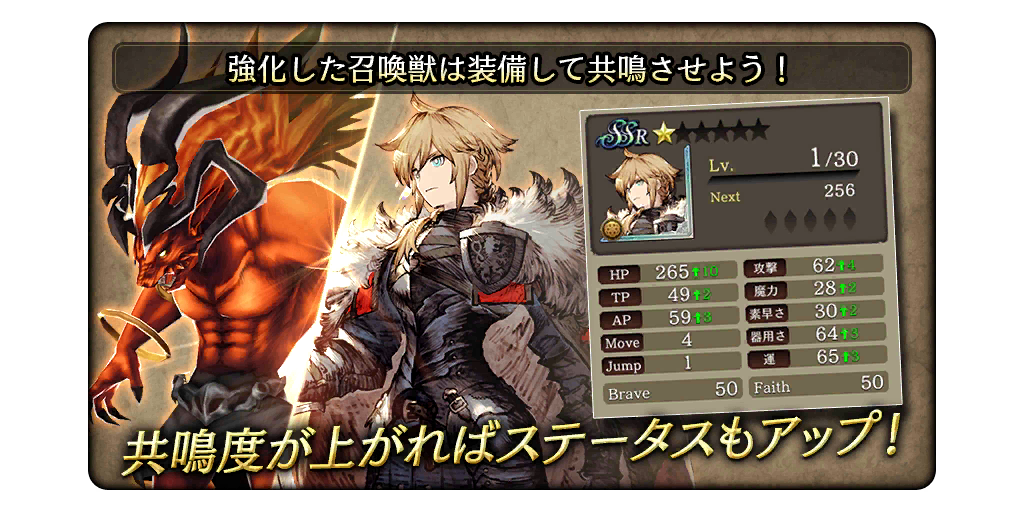 強化した召喚獣は装備して共鳴させよう！
SSR
Lv. 1/30
Next 256
HP 265↑10 攻撃 62↑4
TP 49↑2 魔力 28↑2
AP 59↑3 素早さ 30↑2
Move 4 器用さ 64↑3
Jump 1 運 65↑3
Brave 50 Faith 50
共鳴度が上がればステータスもアップ！